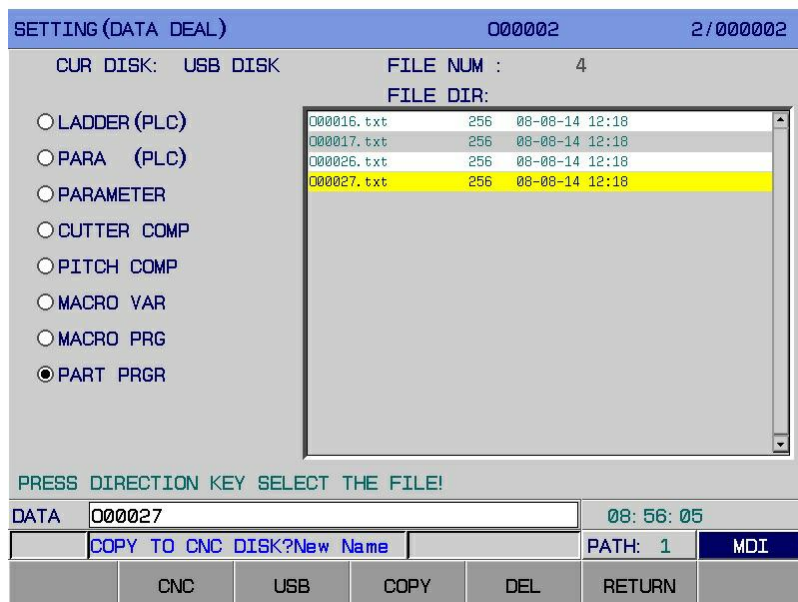 SETTING(DATA DEAL) O00002 2/000002
CUR DISK: USB DISK FILE NUM : 4
FILE DIR:
LADDER(PLC)
PARA (PLC)
PARAMETER
CUTTER COMP
PITCH COMP
MACRO VAR
MACRO PRG
PART PRGR
O00016.txt 256 08-08-14 12:18
O00017.txt 256 08-08-14 12:18
O00026.txt 256 08-08-14 12:18
O00027.txt 256 08-08-14 12:18
PRESS DIRECTION KEY SELECT THE FILE!
DATA O00027 08:56:05
COPY TO CNC DISK?New Name PATH: 1 MDI
CNC USB COPY DEL RETURN